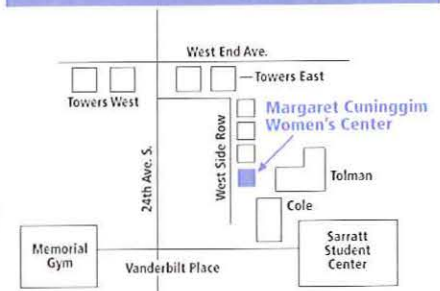 West End Ave.
Towers East
Towers West
Margaret Cuninggim
Women's Center
24th Ave. S.
West Side Row
Tolman
Cole
Memorial
Gym
Sarratt
Student
Center
Vanderbilt Place